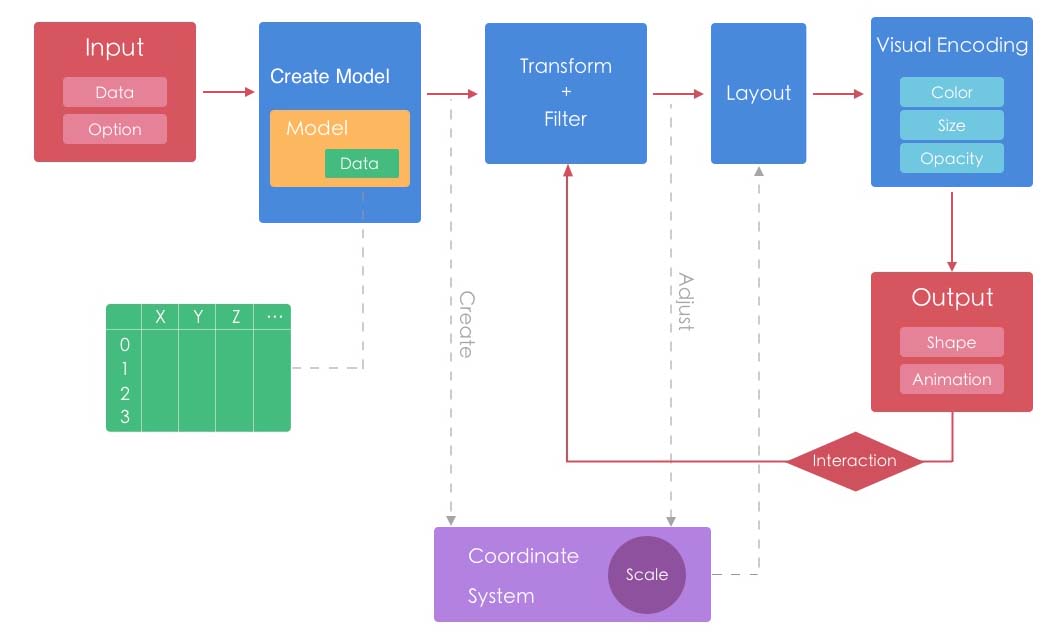 Input
Data
Option
Create Model
Model
Data
Transform
+
Filter
Layout
Visual Encoding
Color
Size
Opacity
X Y Z ...
0
1
2
3
Create
Adjust
Output
Shape
Animation
Interaction
Coordinate
System
Scale